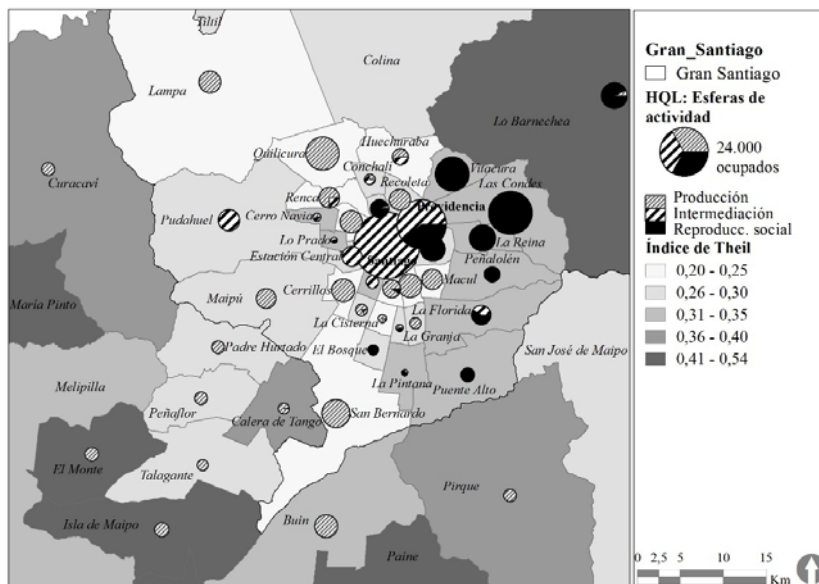 Tiltil
Colina
Lampa
Lo Barnechea
Huechuraba
Quilicura
Conchalí
Curacaví
Recoleta
Vitacura
Las Condes
Renca
Pudahuel
Providencia
Cerro Navia
Lo Prado
La Reina
Santiago
Estación Central
Peñalolén
Macul
María Pinto
Maipú
Cerrillos
La Florida
La Cisterna
Padre Hurtado
La Granja
San José de Maipo
El Bosque
Melipilla
La Pintana
Puente Alto
Peñaflor
Calera de Tango
San Bernardo
El Monte
Talagante
Pirque
Isla de Maipo
Buin
Paine
Gran_Santiago
Gran Santiago
HQL: Esferas de
actividad
24.000
ocupados
Producción
Intermediación
Reproducc. social
Índice de Theil
0,20 - 0,25
0,26 - 0,30
0,31 - 0,35
0,36 - 0,40
0,41 - 0,54
0 2,5 5 10 15
Km